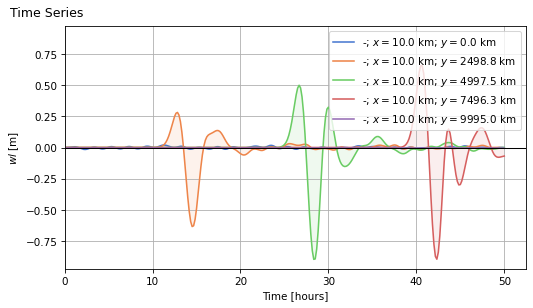 Time Series
-; x = 10.0 km; y = 0.0 km
-; x = 10.0 km; y = 2498.8 km
-; x = 10.0 km; y = 4997.5 km
-; x = 10.0 km; y = 7496.3 km
-; x = 10.0 km; y = 9995.0 km
wl [m]
0.75
0.50
0.25
0.00
−0.25
−0.50
−0.75
0 10 20 30 40 50
Time [hours]